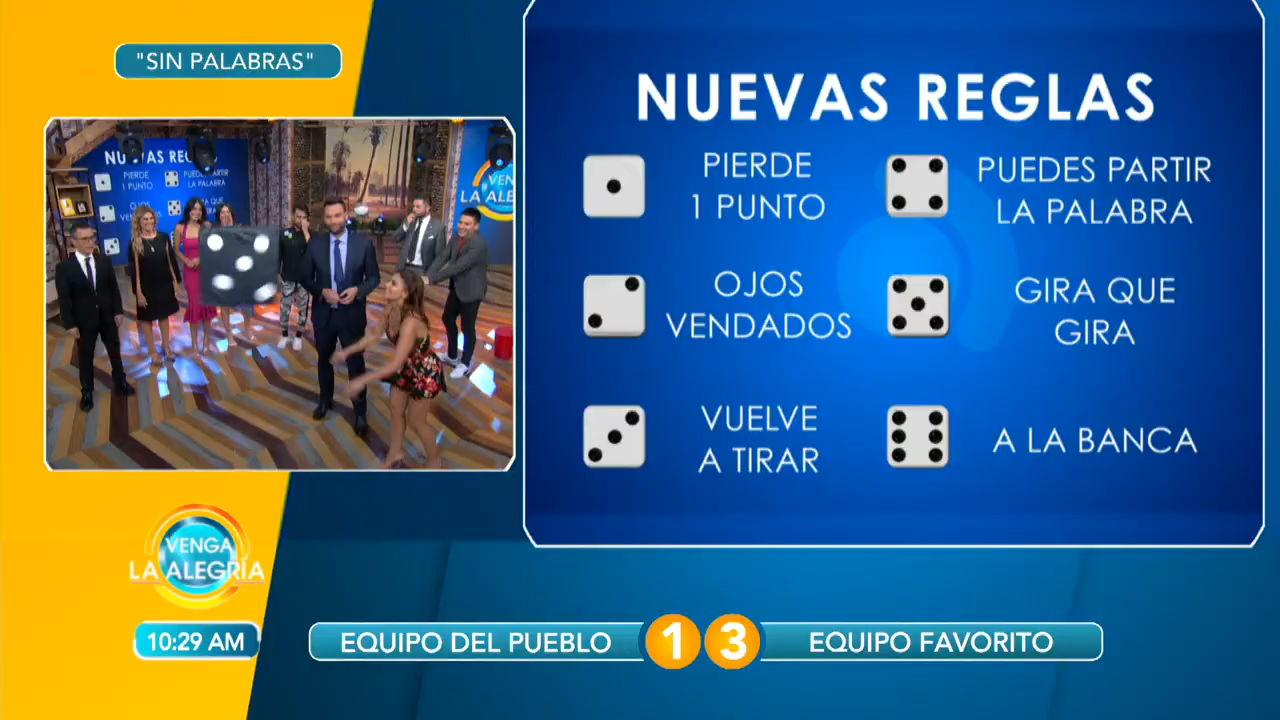 "SIN PALABRAS"
NUEVAS REGLAS
PIERDE
1 PUNTO
PUEDES PARTIR
LA PALABRA
OJOS
VENDADOS
GIRA QUE
GIRA
VUELVE
A TIRAR
A LA BANCA
VENGA
LA ALEGRÍA
10:29 AM
EQUIPO DEL PUEBLO
1
3
EQUIPO FAVORITO